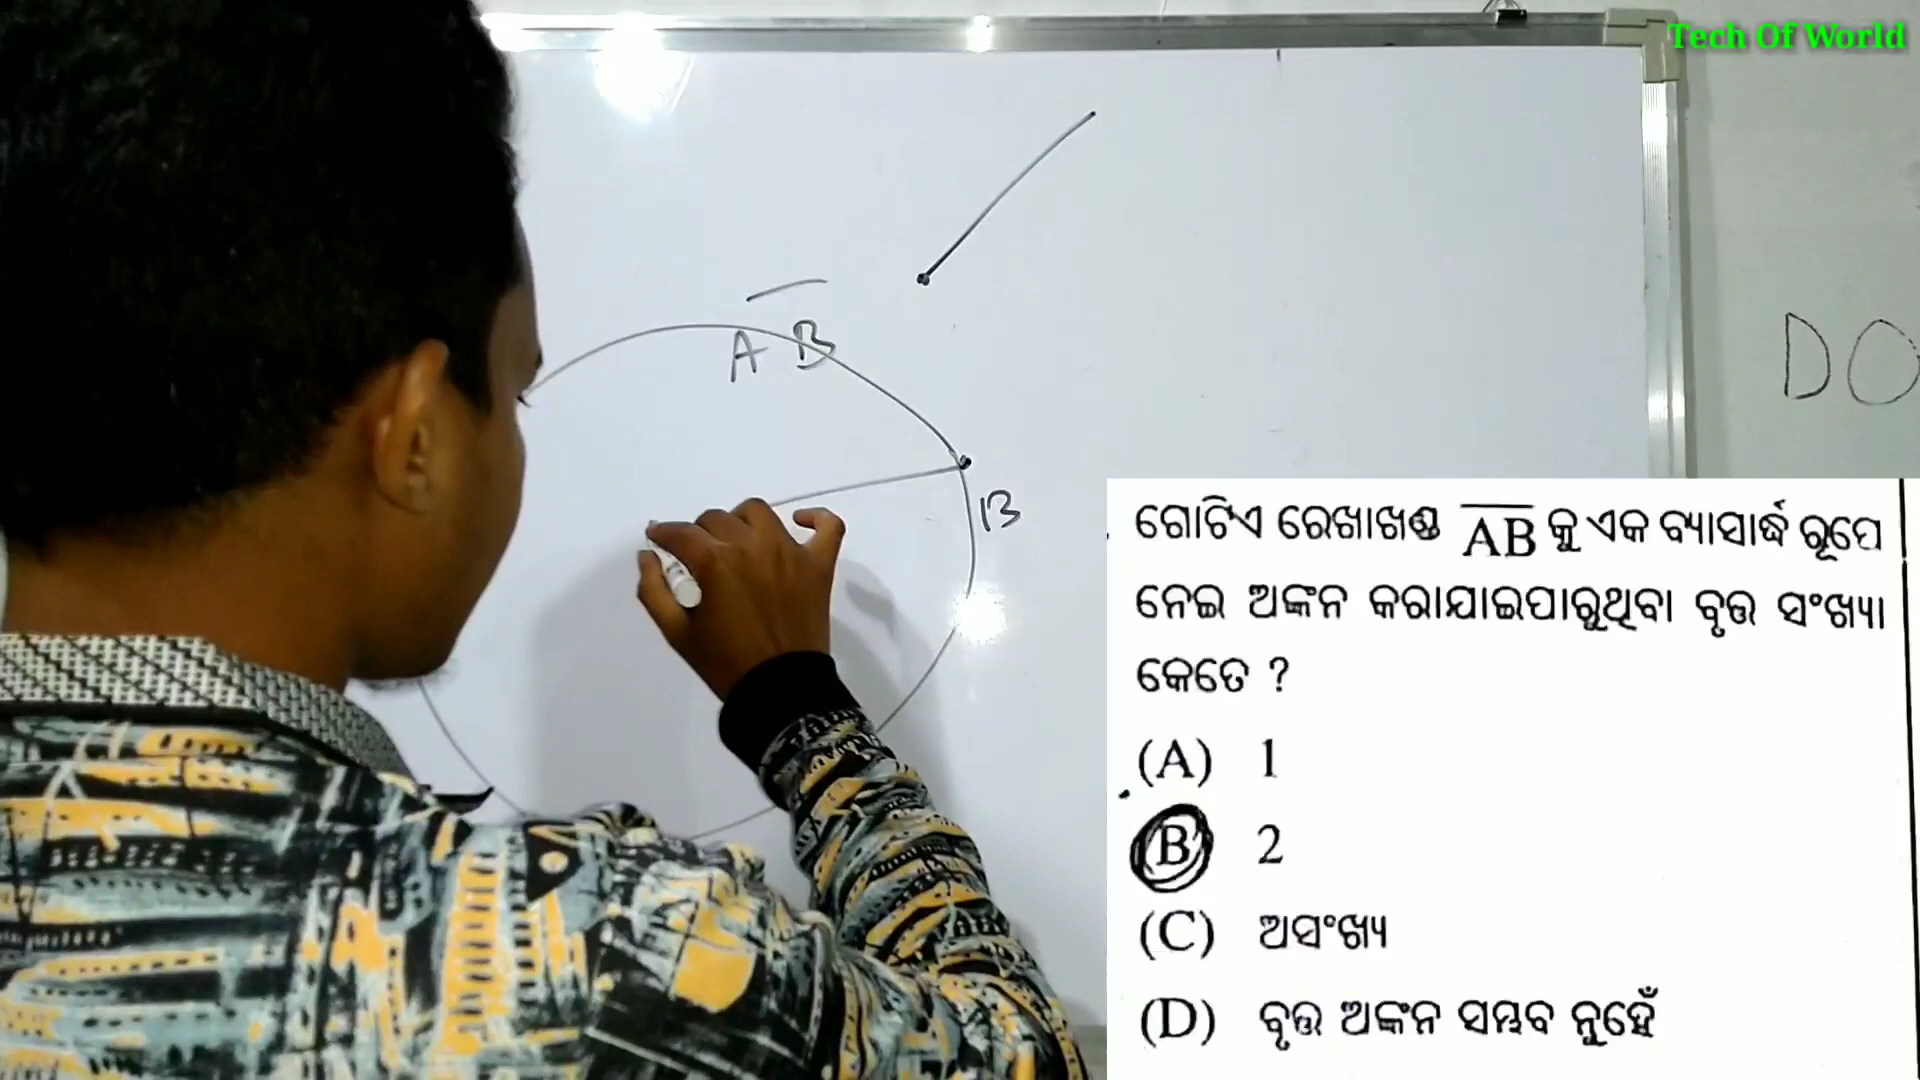 Tech Of World
A B
B
DO
ଗୋଟିଏ ରେଖାଖଣ୍ଡ AB କୁ ଏକ ବ୍ୟାସାର୍ଦ୍ଧ ରୂପେ
ନେଇ ଅଙ୍କନ କରାଯାଇପାରୁଥିବା ବୃତ୍ତ ସଂଖ୍ୟା
କେତେ ?
(A) 1
(B) 2
(C) ଅସଂଖ୍ୟ
(D) ବୃତ୍ତ ଅଙ୍କନ ସମ୍ଭବ ନୁହେଁ